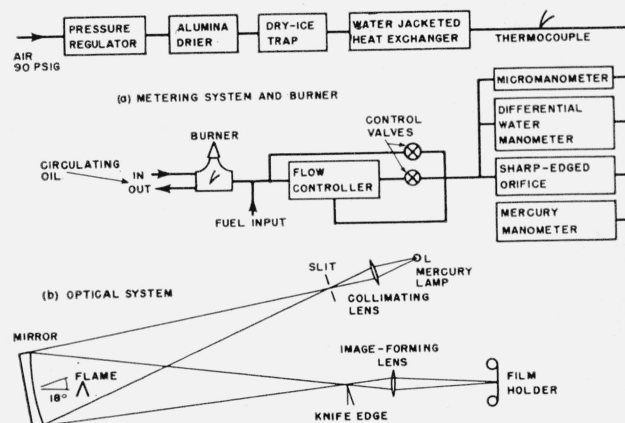 PRESSURE
REGULATOR
ALUMINA
DRIER
DRY-ICE
TRAP
WATER JACKETED
HEAT EXCHANGER
THERMOCOUPLE
AIR
90 PSIG
(a) METERING SYSTEM AND BURNER
MICROMANOMETER
DIFFERENTIAL
WATER
MANOMETER
SHARP-EDGED
ORIFICE
MERCURY
MANOMETER
CONTROL
VALVES
BURNER
CIRCULATING
OIL
IN
OUT
FLOW
CONTROLLER
FUEL INPUT
(b) OPTICAL SYSTEM
SLIT
L
MERCURY
LAMP
COLLIMATING
LENS
MIRROR
FLAME
18°
IMAGE-FORMING
LENS
FILM
HOLDER
KNIFE EDGE